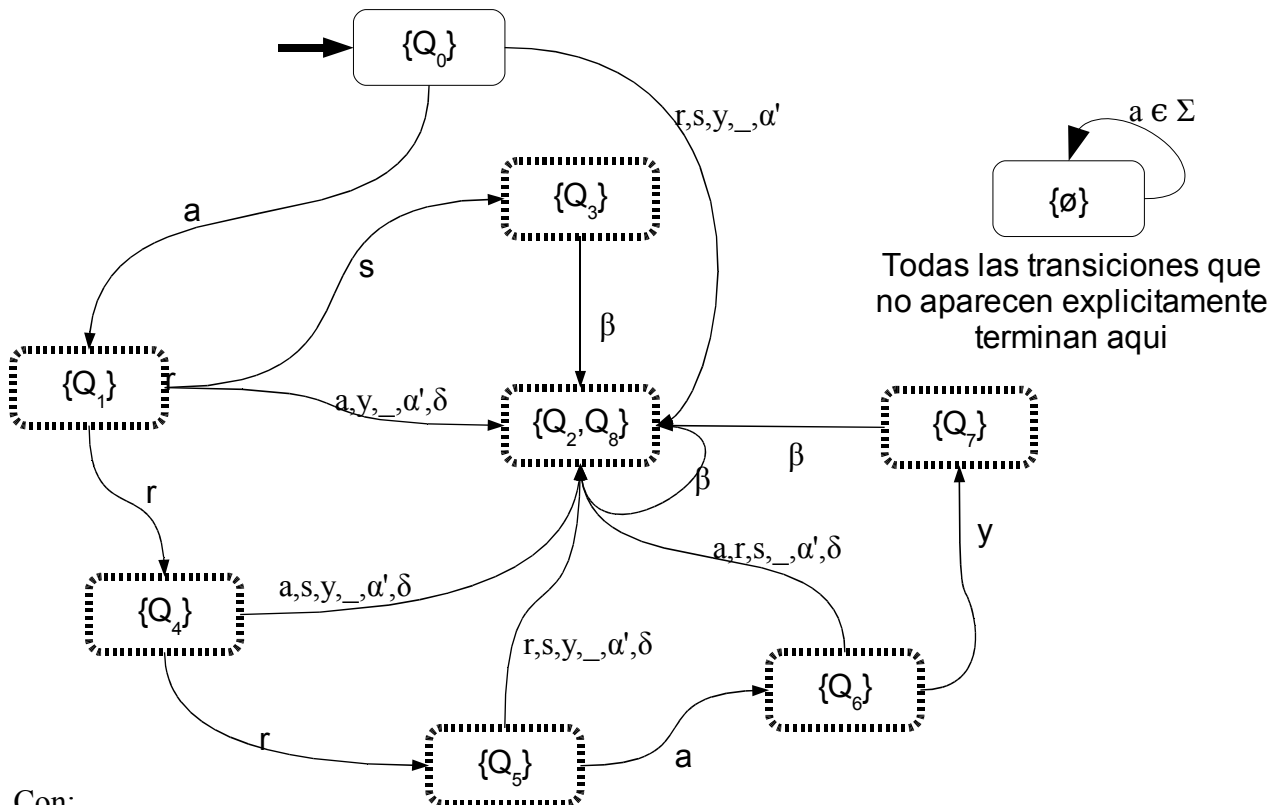 {Q₀}
r,s,y,_,α'
a ϵ Σ
{Q₃}
{ø}
a
Todas las transiciones que
no aparecen explicitamente
terminan aqui
s
β
{Q₁}
r
a,y,_,α',δ
{Q₂,Q₈}
{Q₇}
β
β
r
y
a,r,s,_,α',δ
a,s,y,_,α',δ
{Q₄}
r,s,y,_,α',δ
{Q₆}
r
{Q₅}
a
Con: